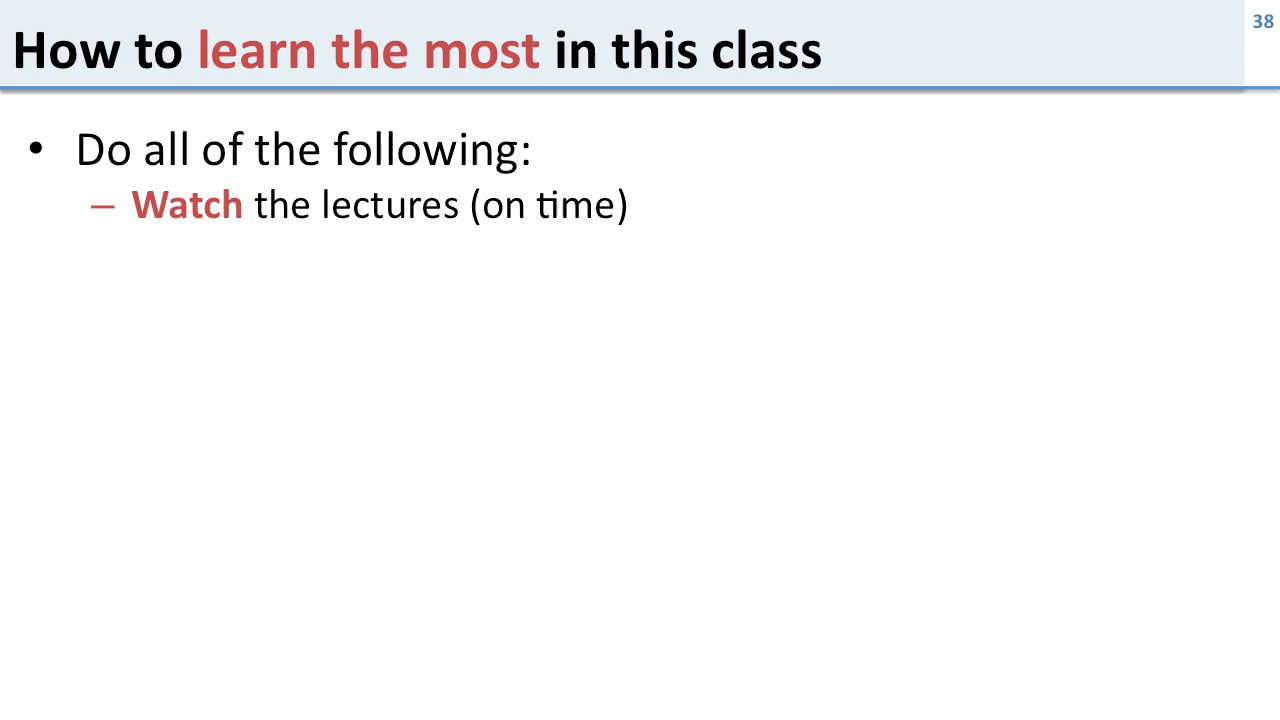 How to learn the most in this class
38
• Do all of the following:
– Watch the lectures (on time)